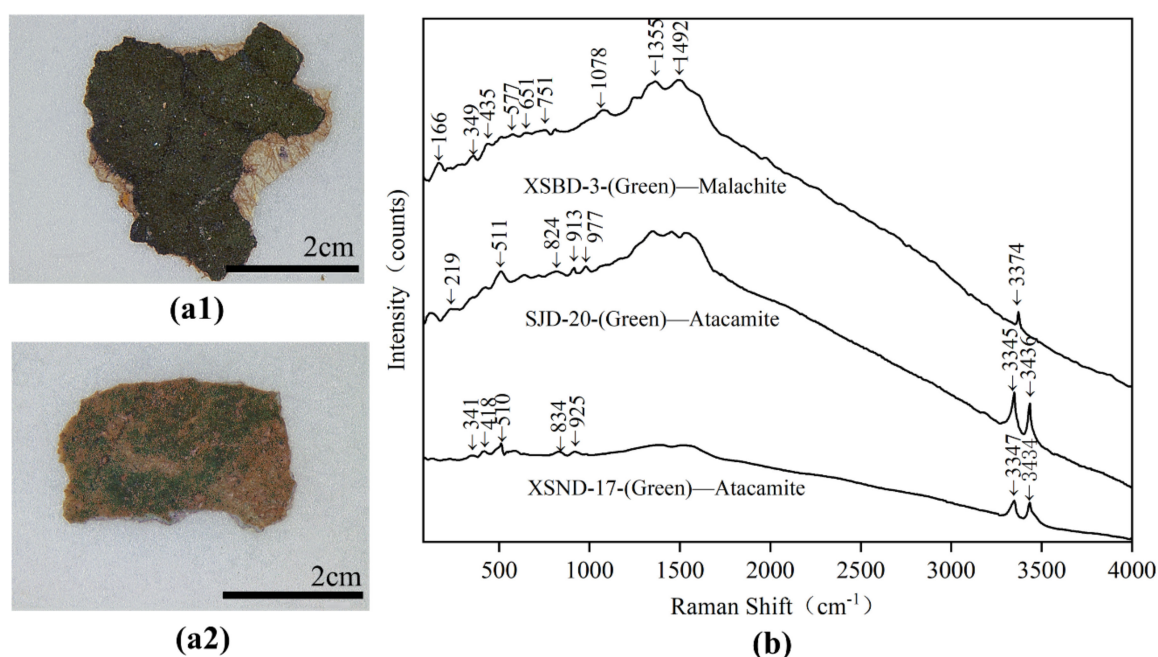 2cm
(a1)
2cm
(a2)
Intensity（counts）
166
349
435
577
651
751
1078
1355
1492
XSBD-3-(Green)—Malachite
3374
219
511
824
913
977
SJD-20-(Green)—Atacamite
3345
3436
341
418
510
834
925
XSND-17-(Green)—Atacamite
3347
3434
500 1000 1500 2000 2500 3000 3500 4000
Raman Shift（cm⁻¹）
(b)